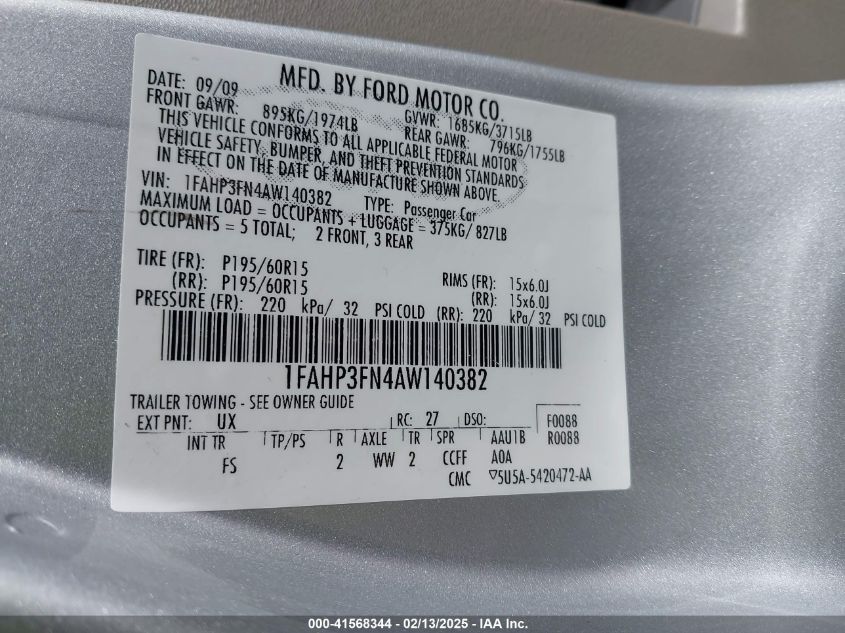 MFD. BY FORD MOTOR CO.
DATE: 09/09 GVWR: 1685KG/3715LB
FRONT GAWR: 895KG/1974LB REAR GAWR: 796KG/1755LB
THIS VEHICLE CONFORMS TO ALL APPLICABLE FEDERAL MOTOR
VEHICLE SAFETY, BUMPER, AND THEFT PREVENTION STANDARDS
IN EFFECT ON THE DATE OF MANUFACTURE SHOWN ABOVE.
VIN: 1FAHP3FN4AW140382 TYPE: Passenger Car
MAXIMUM LOAD = OCCUPANTS + LUGGAGE = 375KG/ 827LB
OCCUPANTS = 5 TOTAL; 2 FRONT, 3 REAR
TIRE (FR): P195/60R15 RIMS (FR): 15x6.0J
(RR): P195/60R15 (RR): 15x6.0J
PRESSURE (FR): 220 kPa/ 32 PSI COLD (RR): 220 kPa/ 32 PSI COLD
1FAHP3FN4AW140382
TRAILER TOWING - SEE OWNER GUIDE
EXT PNT: UX RC: 27 DSO: F0088
INT TR TP/PS R AXLE TR SPR AAU1B R0088
FS 2 WW 2 CCFF A0A
CMC ▽5U5A-5420472-AA
000-41568344 - 02/13/2025 - IAA Inc.